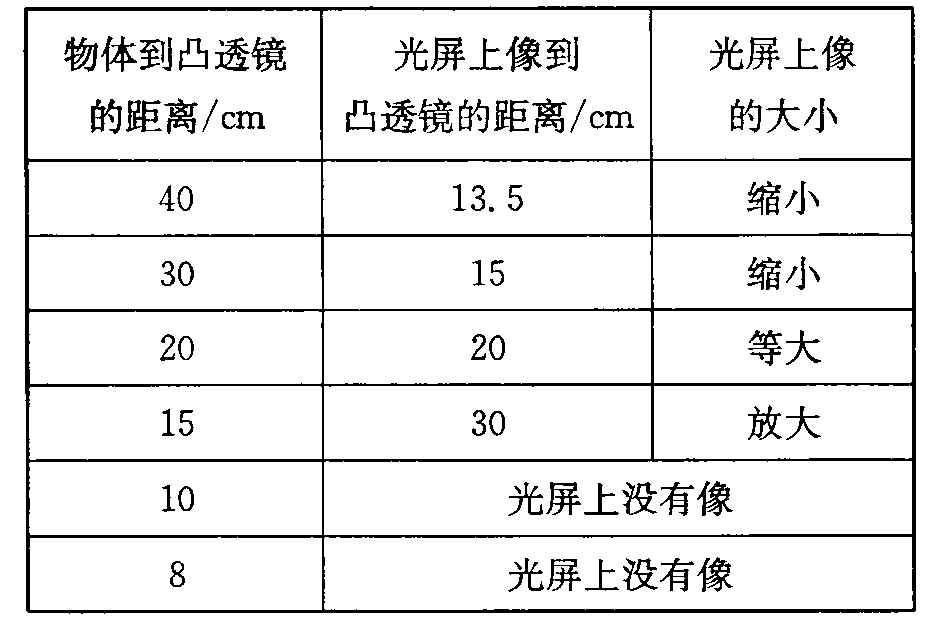 物体到凸透镜
的距离/cm
光屏上像到
凸透镜的距离/cm
光屏上像
的大小
40 13.5 缩小
30 15 缩小
20 20 等大
15 30 放大
10 光屏上没有像
8 光屏上没有像